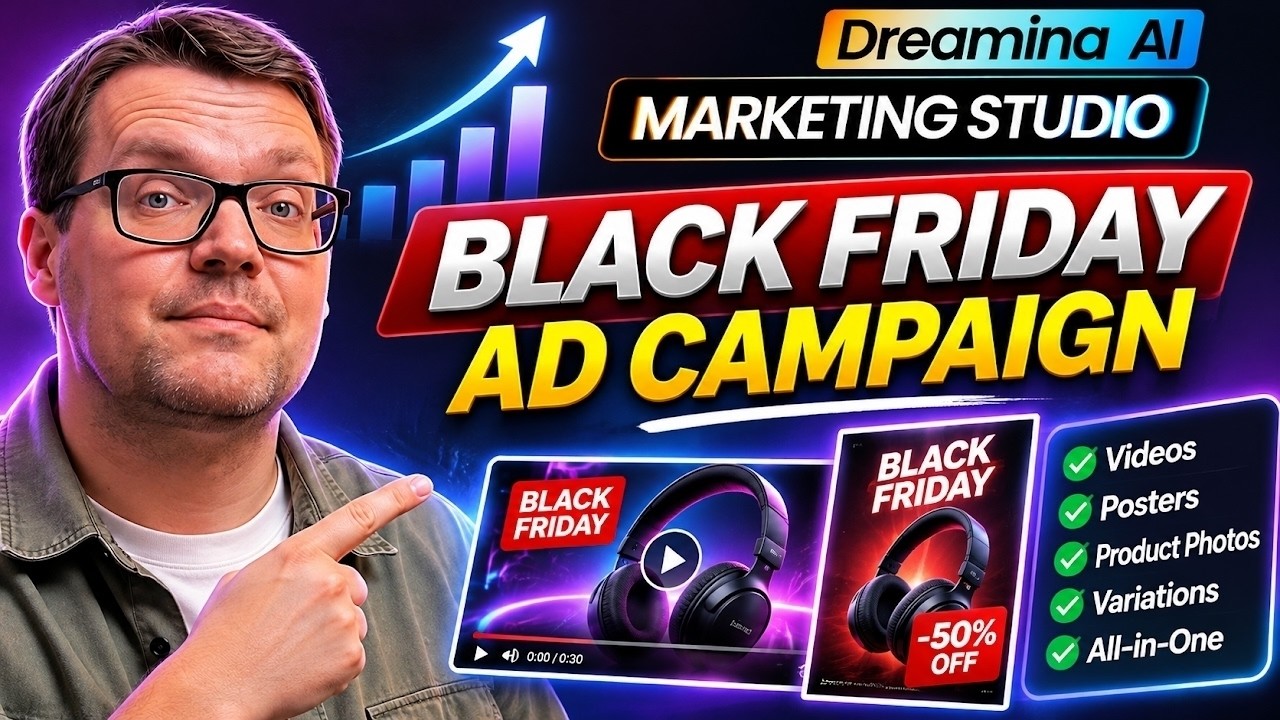 Dreamina AI
MARKETING STUDIO
BLACK FRIDAY
AD CAMPAIGN
BLACK
FRIDAY
0:00 / 0:30
BLACK
FRIDAY
-50%
OFF
Videos
Posters
Product Photos
Variations
All-in-One